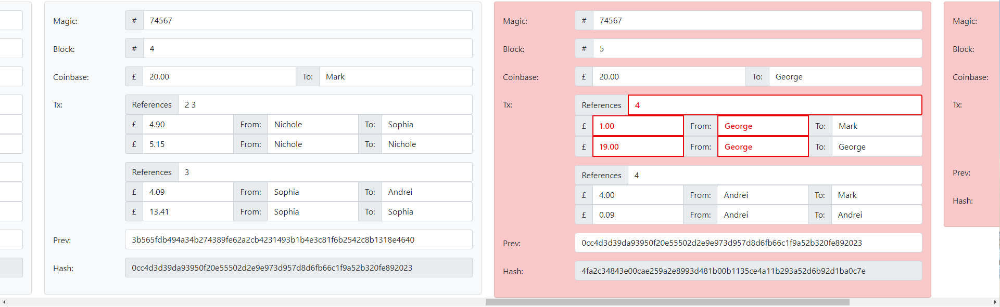 Magic: # 74567
Block: # 4
Coinbase: £ 20.00 To: Mark
Tx: References 2 3
£ 4.90 From: Nichole To: Sophia
£ 5.15 From: Nichole To: Nichole
References 3
£ 4.09 From: Sophia To: Andrei
£ 13.41 From: Sophia To: Sophia
Prev: 3b565fdb494a34b274389fe62a2cb4231493b1b4e3c81f6b2542c8b1318e4640
Hash: 0cc4d3d39da93950f20e55502d2e9e973d957d8d6fb66c1f9a52b320fe892023
Magic: # 74567
Block: # 5
Coinbase: £ 20.00 To: George
Tx: References 4
£ 1.00 From: George To: Mark
£ 19.00 From: George To: George
References 4
£ 4.00 From: Andrei To: Mark
£ 0.09 From: Andrei To: Andrei
Prev: 0cc4d3d39da93950f20e55502d2e9e973d957d8d6fb66c1f9a52b320fe892023
Hash: 4fa2c34843e00cae259a2e8993d481b00b1135ce4a11b293a52d6b92d1ba0c7e
Magic:
Block:
Coinbase:
Tx:
Prev:
Hash: